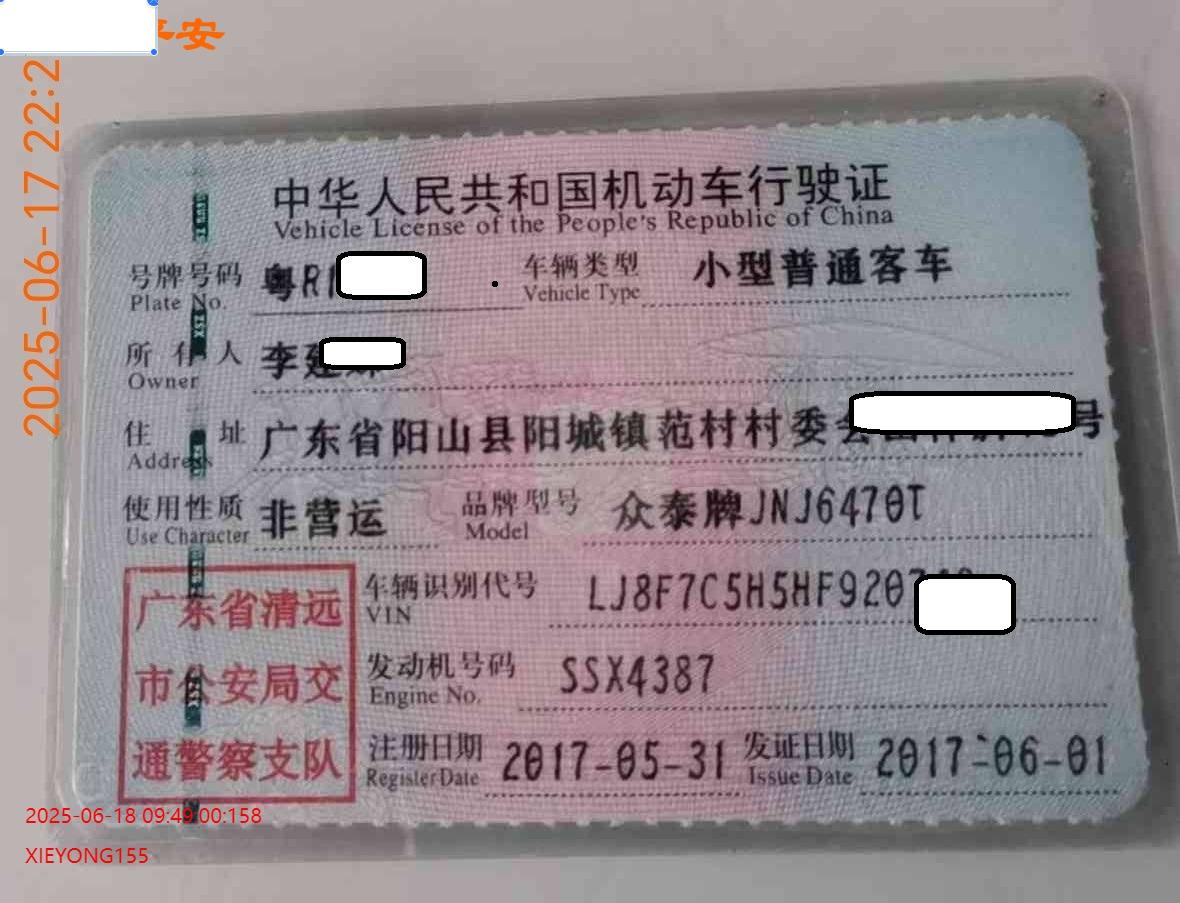 安
2025-06-17 22:2
中华人民共和国机动车行驶证
Vehicle License of the People's Republic of China
号牌号码 粤R 车辆类型 小型普通客车
Plate No. Vehicle Type
所有人 李
Owner
住址 广东省阳山县阳城镇范村村委会 号
Address
使用性质 非营运 品牌型号 众泰牌JNJ6470T
Use Character Model
车辆识别代号 LJ8F7C5H5HF920
VIN
发动机号码 SSX4387
Engine No.
注册日期 2017-05-31 发证日期 2017-06-01
Register Date Issue Date
广东省清远
市公安局交
通警察支队
2025-06-18 09:49:00:158
XIEYONG155